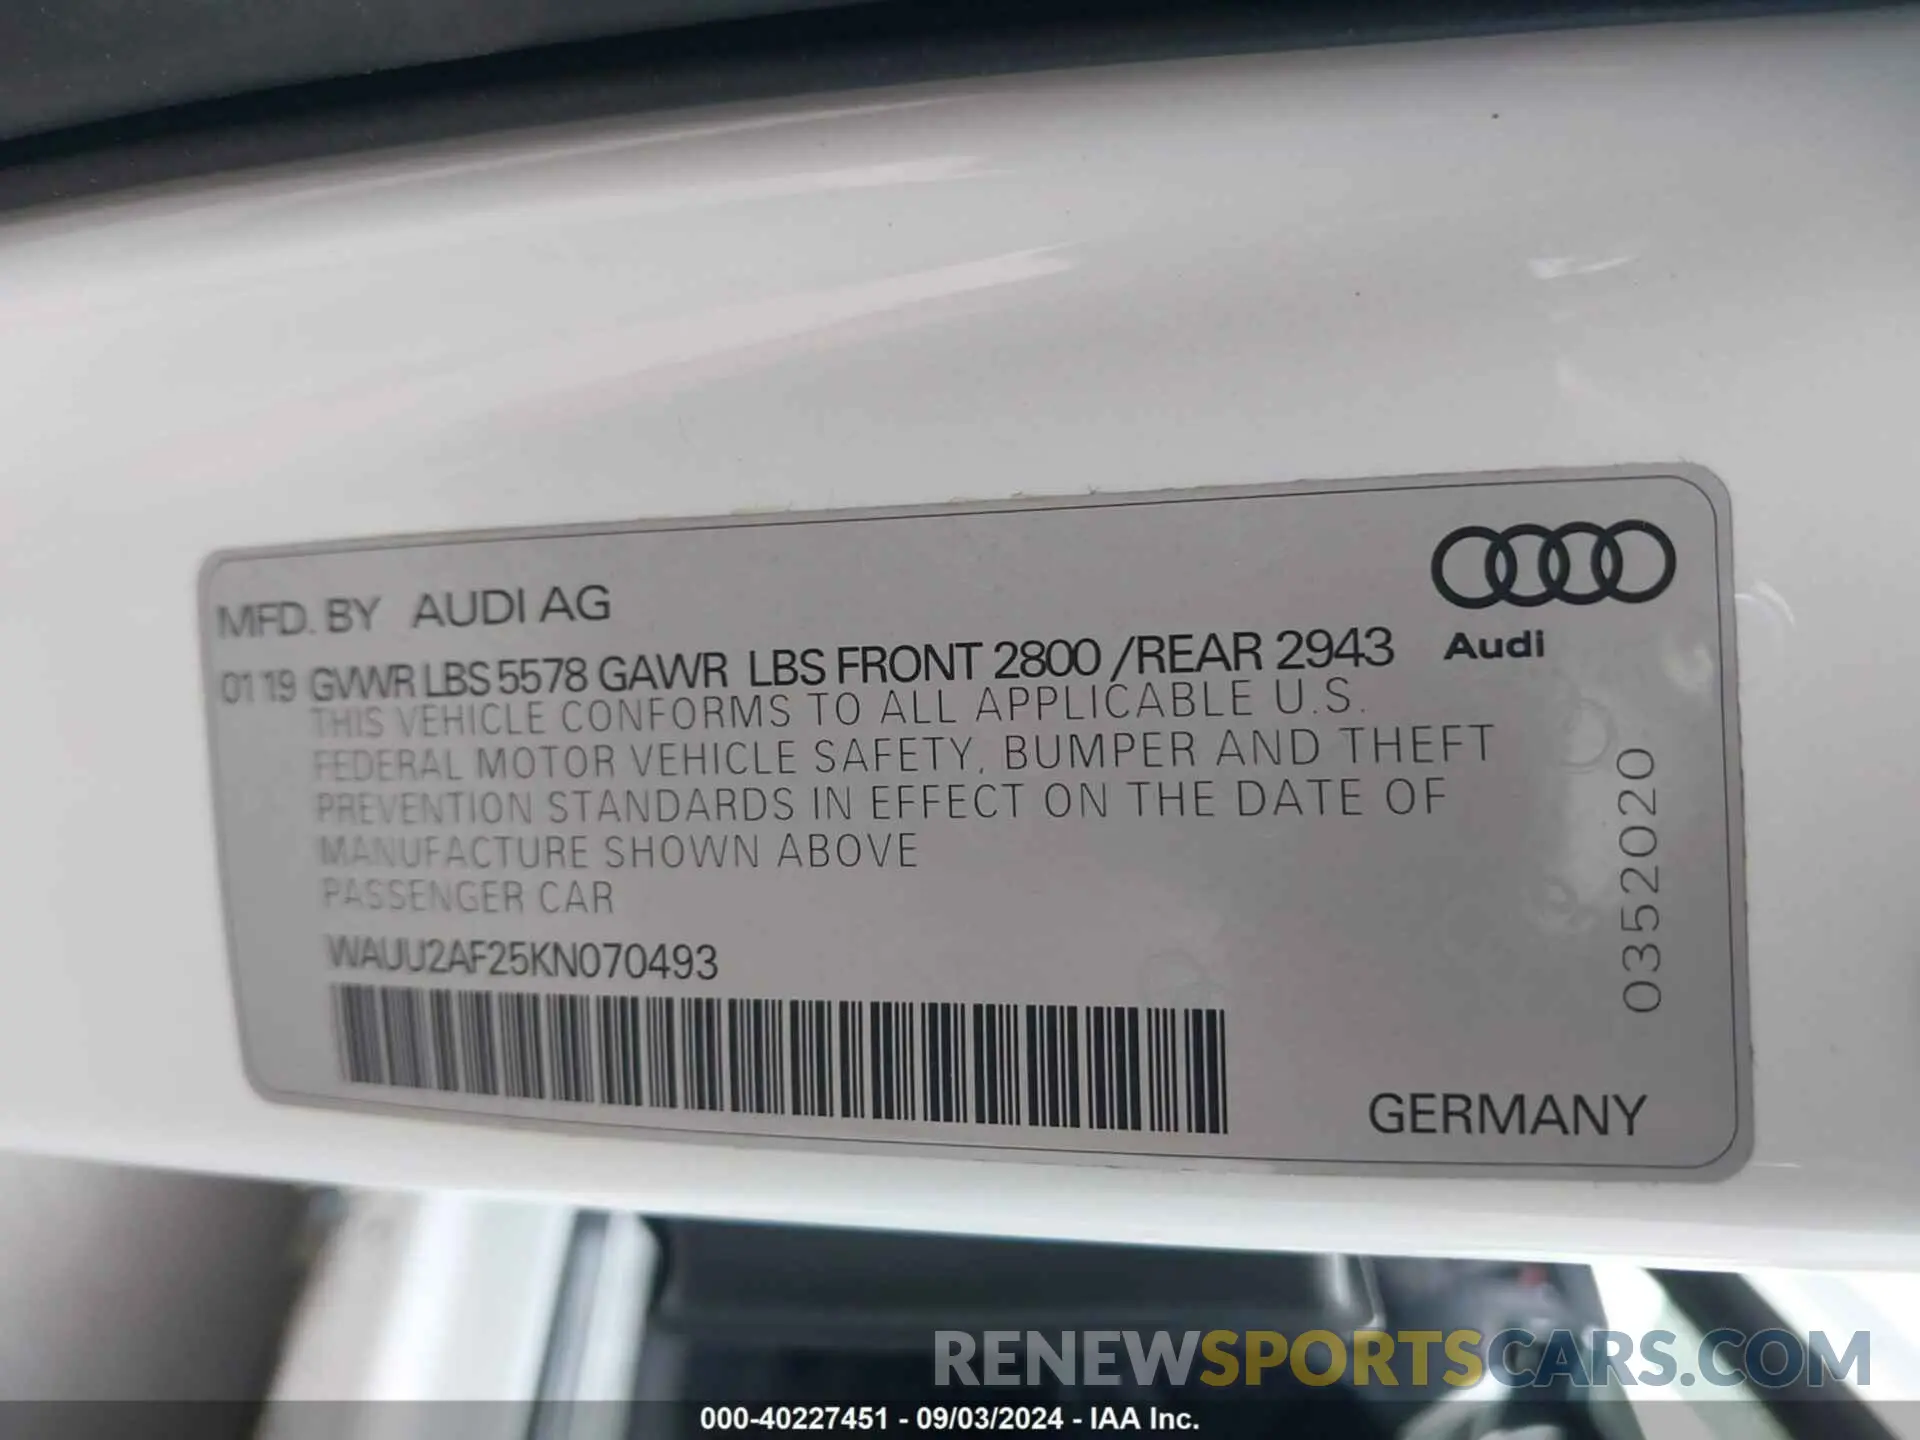 MFD. BY AUDI AG
Audi
01 19 GVWR LBS 5578 GAWR LBS FRONT 2800 /REAR 2943
THIS VEHICLE CONFORMS TO ALL APPLICABLE U.S.
FEDERAL MOTOR VEHICLE SAFETY, BUMPER AND THEFT
PREVENTION STANDARDS IN EFFECT ON THE DATE OF
MANUFACTURE SHOWN ABOVE
PASSENGER CAR
WAUU2AF25KN070493
0352020
GERMANY
RENEWSPORTSCARS.COM
000-40227451 - 09/03/2024 - IAA Inc.